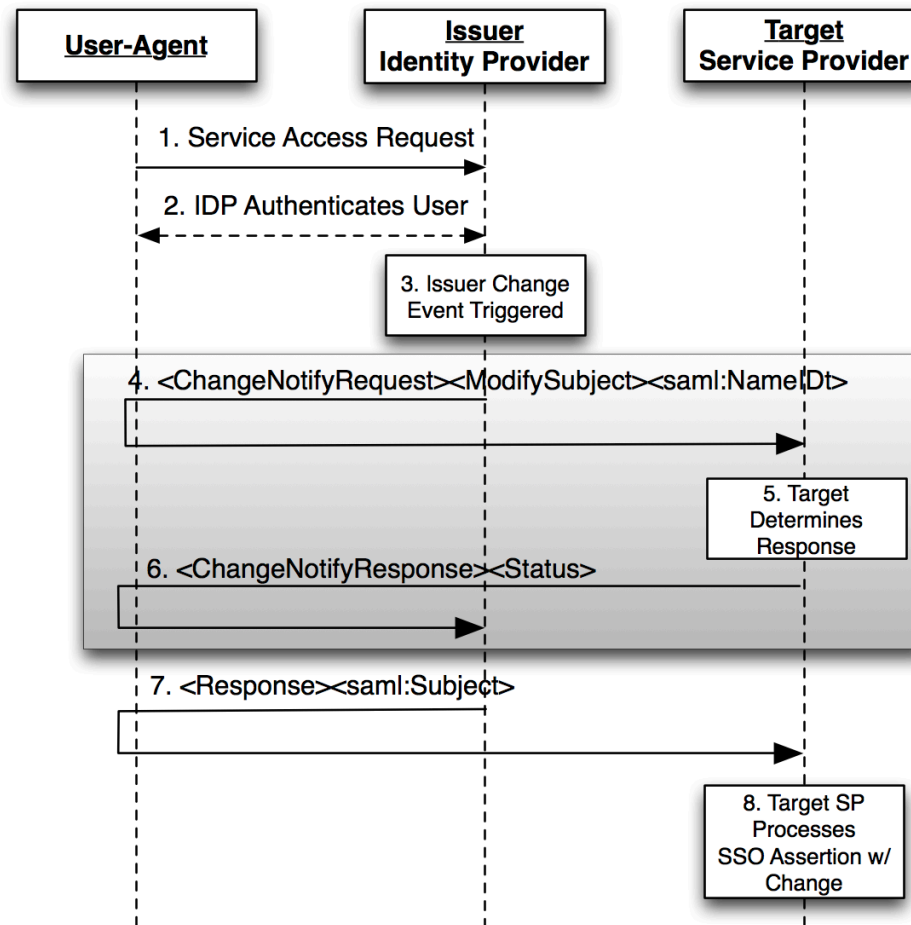 User-Agent
Issuer
Identity Provider
Target
Service Provider
1. Service Access Request
2. IDP Authenticates User
3. Issuer Change
Event Triggered
4. <ChangeNotifyRequest><ModifySubject><saml:NameIDt>
5. Target
Determines
Response
6. <ChangeNotifyResponse><Status>
7. <Response><saml:Subject>
8. Target SP
Processes
SSO Assertion w/
Change